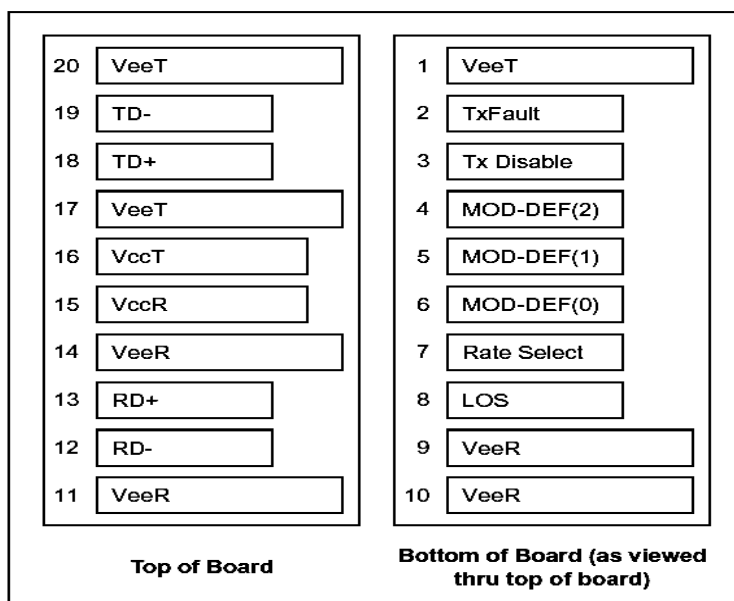 20 VeeT
19 TD-
18 TD+
17 VeeT
16 VccT
15 VccR
14 VeeR
13 RD+
12 RD-
11 VeeR
Top of Board
1 VeeT
2 TxFault
3 Tx Disable
4 MOD-DEF(2)
5 MOD-DEF(1)
6 MOD-DEF(0)
7 Rate Select
8 LOS
9 VeeR
10 VeeR
Bottom of Board (as viewed
thru top of board)